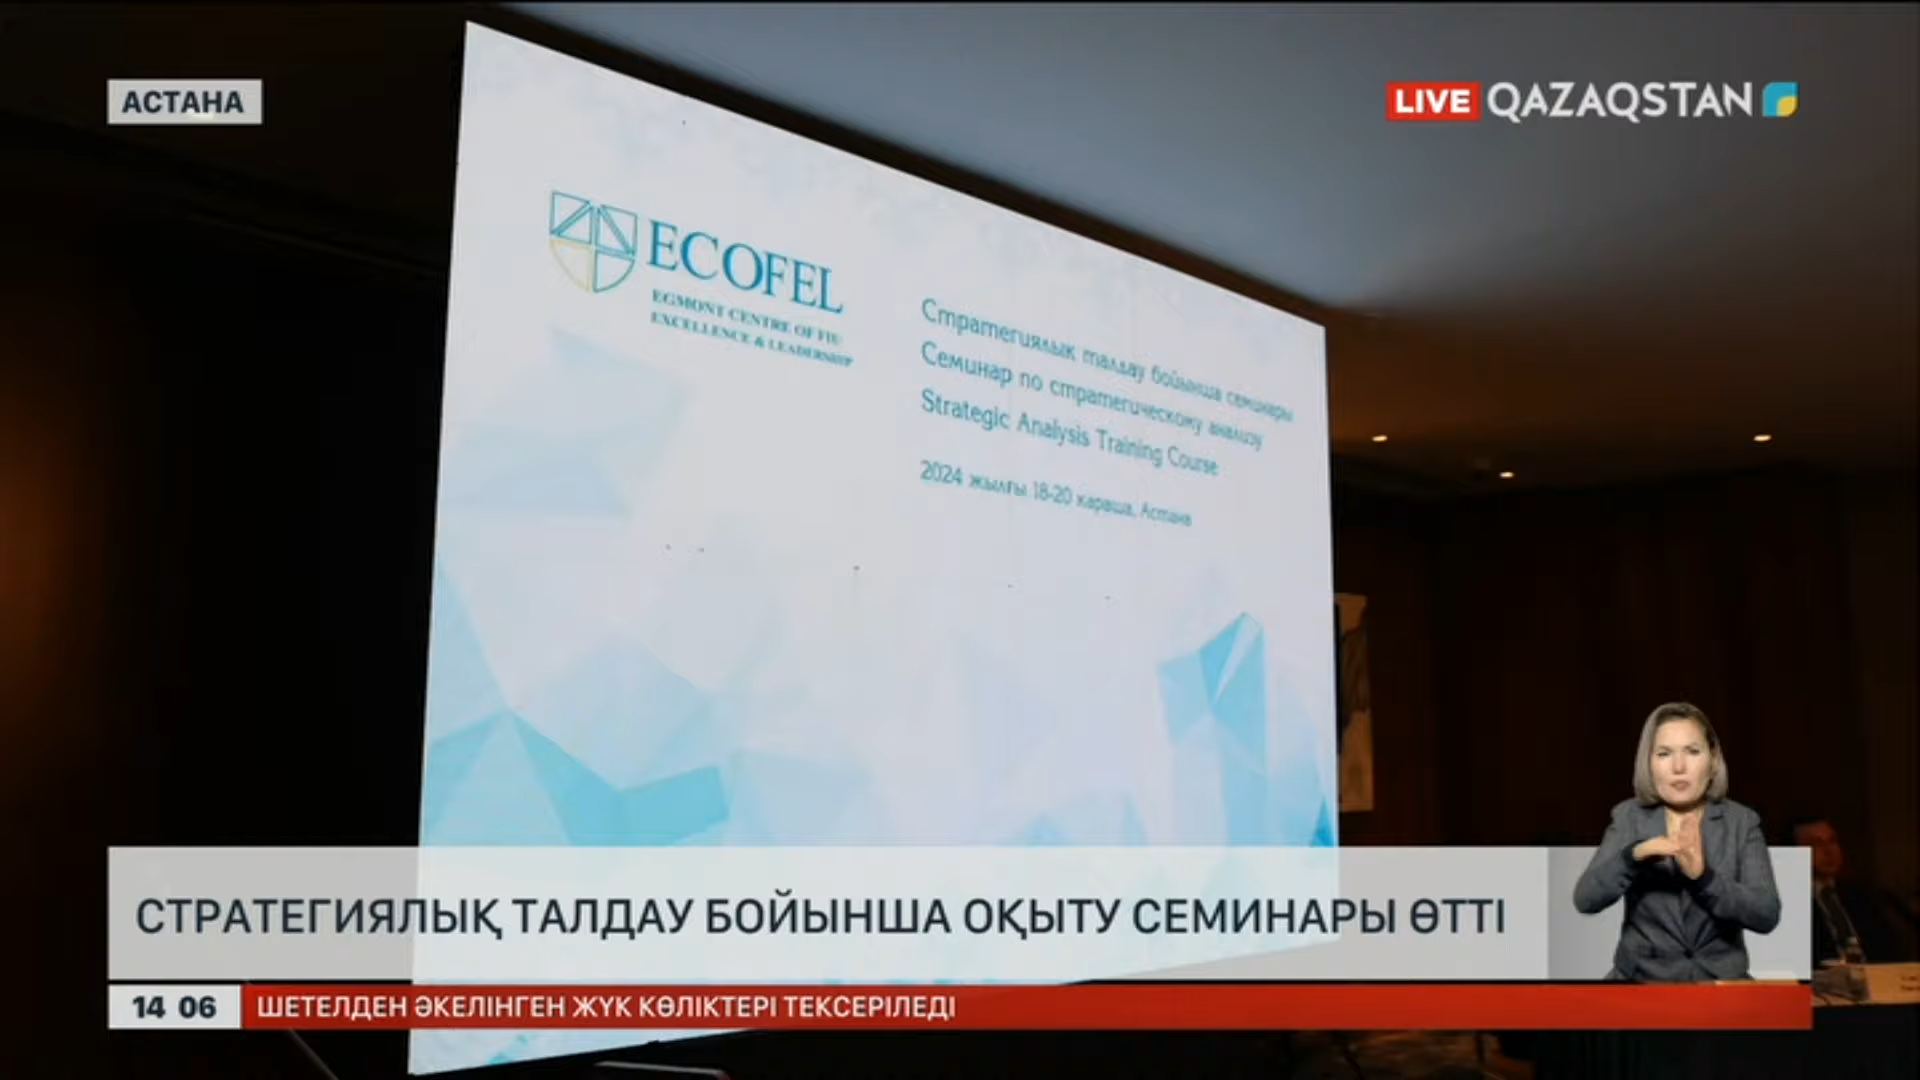 АСТАНА
LIVE QAZAQSTAN
ECOFEL
EGMONT CENTRE OF FIU
EXCELLENCE & LEADERSHIP
Стратегиялық талдау бойынша семинары
Семинар по стратегическому анализу
Strategic Analysis Training Course
2024 жылғы 18-20 қараша, Астана
СТРАТЕГИЯЛЫҚ ТАЛДАУ БОЙЫНША ОҚЫТУ СЕМИНАРЫ ӨТТІ
14 06 ШЕТЕЛДЕН ӘКЕЛІНГЕН ЖҮК КӨЛІКТЕРІ ТЕКСЕРІЛЕДІ